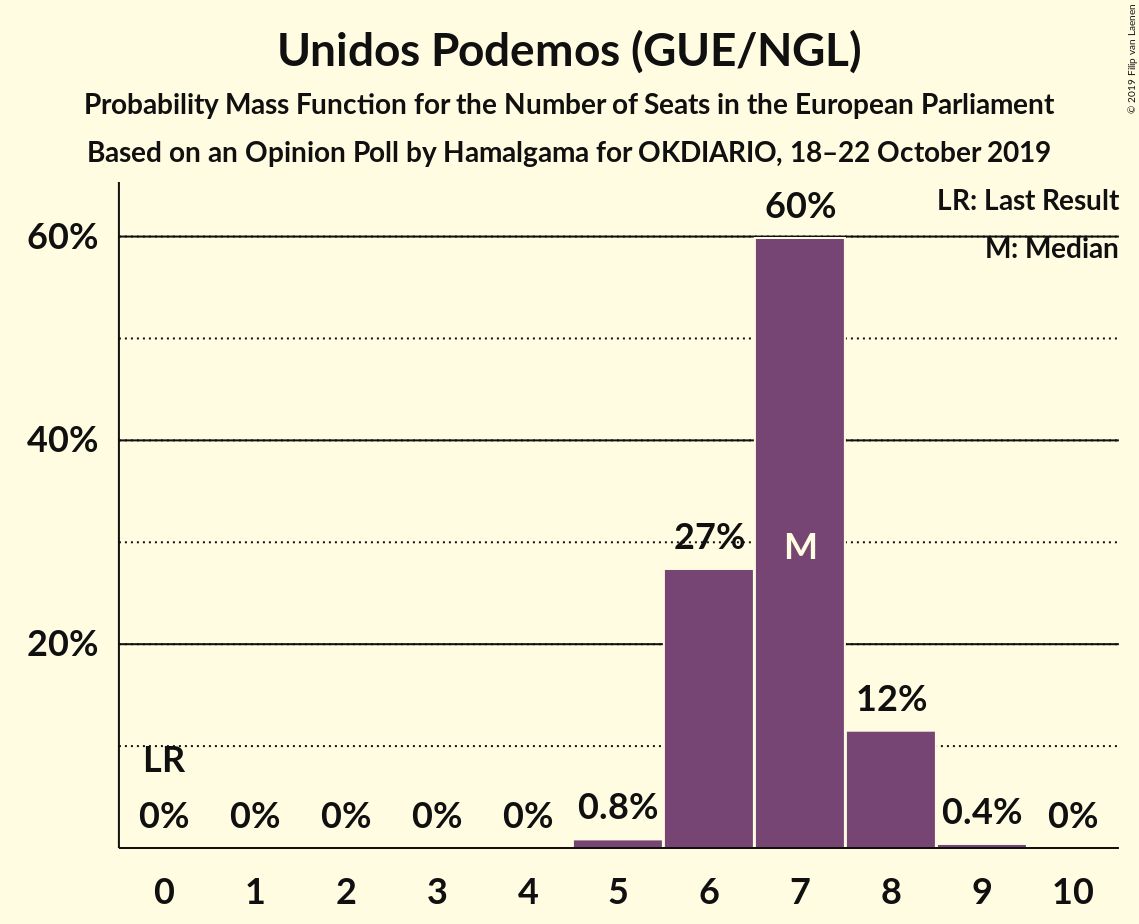 Unidos Podemos (GUE/NGL)
Probability Mass Function for the Number of Seats in the European Parliament
Based on an Opinion Poll by Hamalgama for OKDIARIO, 18–22 October 2019
© 2019 Filip van Laenen
LR: Last Result
M: Median
60%
40%
20%
LR
0%
0%
0%
0%
0%
0.8%
27%
60%
M
12%
0.4%
0%
0 1 2 3 4 5 6 7 8 9 10